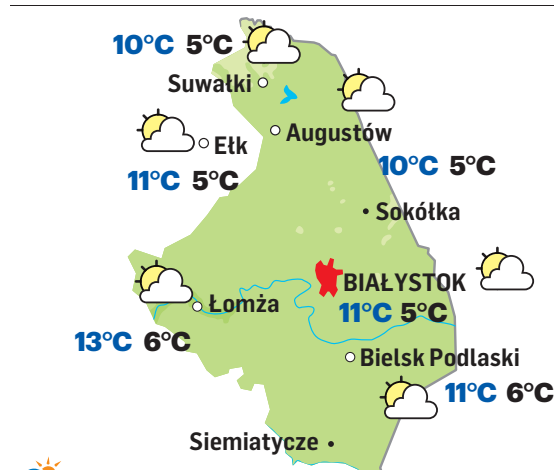 10°C 5°C
Suwałki
Augustów
Ełk
10°C 5°C
11°C 5°C
Sokółka
BIAŁYSTOK
Łomża
11°C 5°C
13°C 6°C
Bielsk Podlaski
11°C 6°C
Siemiatycze